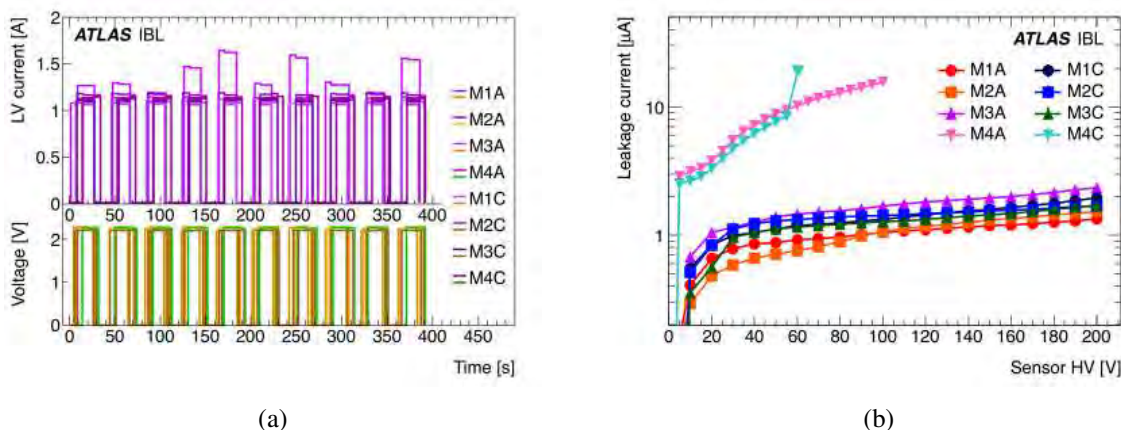 ATLAS IBL
LV current [A]
2
1.5
1
0.5
0
0 50 100 150 200 250 300 350 400
M1A
M2A
M3A
M4A
M1C
M2C
M3C
M4C
Voltage [V]
2
1
0
0 50 100 150 200 250 300 350 400 450
Time [s]
(a)
ATLAS IBL
Leakage current [μA]
10
1
M1A M1C
M2A M2C
M3A M3C
M4A M4C
0 20 40 60 80 100 120 140 160 180 200
Sensor HV [V]
(b)